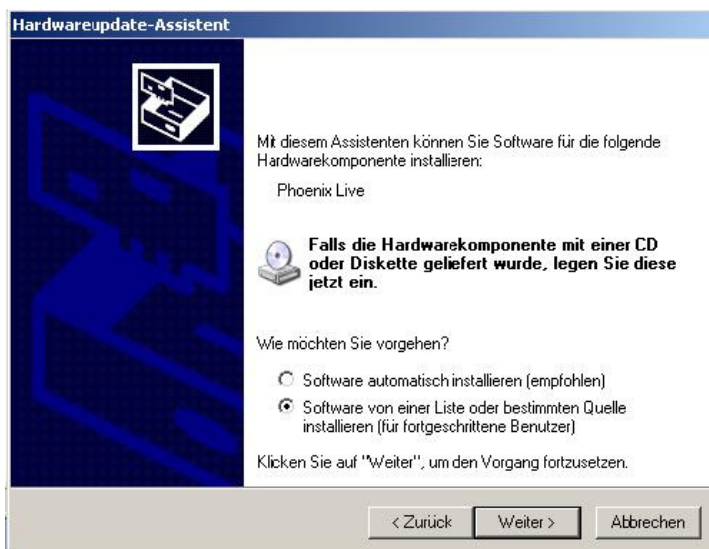 Hardwareupdate-Assistent
Mit diesem Assistenten können Sie Software für die folgende
Hardwarekomponente installieren:
Phoenix Live
Falls die Hardwarekomponente mit einer CD
oder Diskette geliefert wurde, legen Sie diese
jetzt ein.
Wie möchten Sie vorgehen?
Software automatisch installieren (empfohlen)
Software von einer Liste oder bestimmten Quelle
installieren (für fortgeschrittene Benutzer)
Klicken Sie auf "Weiter", um den Vorgang fortzusetzen.
< Zurück Weiter > Abbrechen